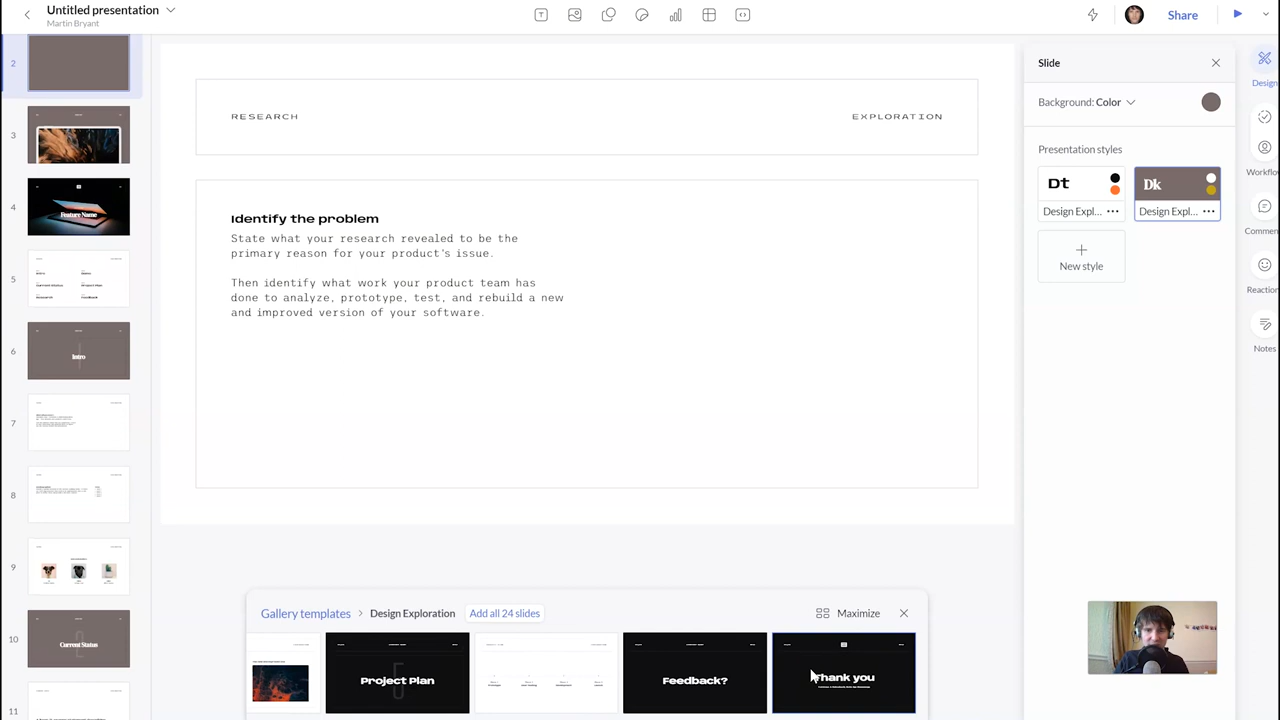 Untitled presentation
Martin Bryant
Share
2
3
4
Feature Name
5
6
Intro
7
8
9
10
Current Status
11
RESEARCH
EXPLORATION
Identify the problem
State what your research revealed to be the
primary reason for your product's issue.
Then identify what work your product team has
done to analyze, prototype, test, and rebuild a new
and improved version of your software.
Slide
Background: Color
Presentation styles
Dt
Design Expl...
Dk
Design Expl...
New style
Design
Workflo
Commen
Reaction
Notes
Gallery templates > Design Exploration
Add all 24 slides
Maximize
Project Plan
Feedback?
Thank you